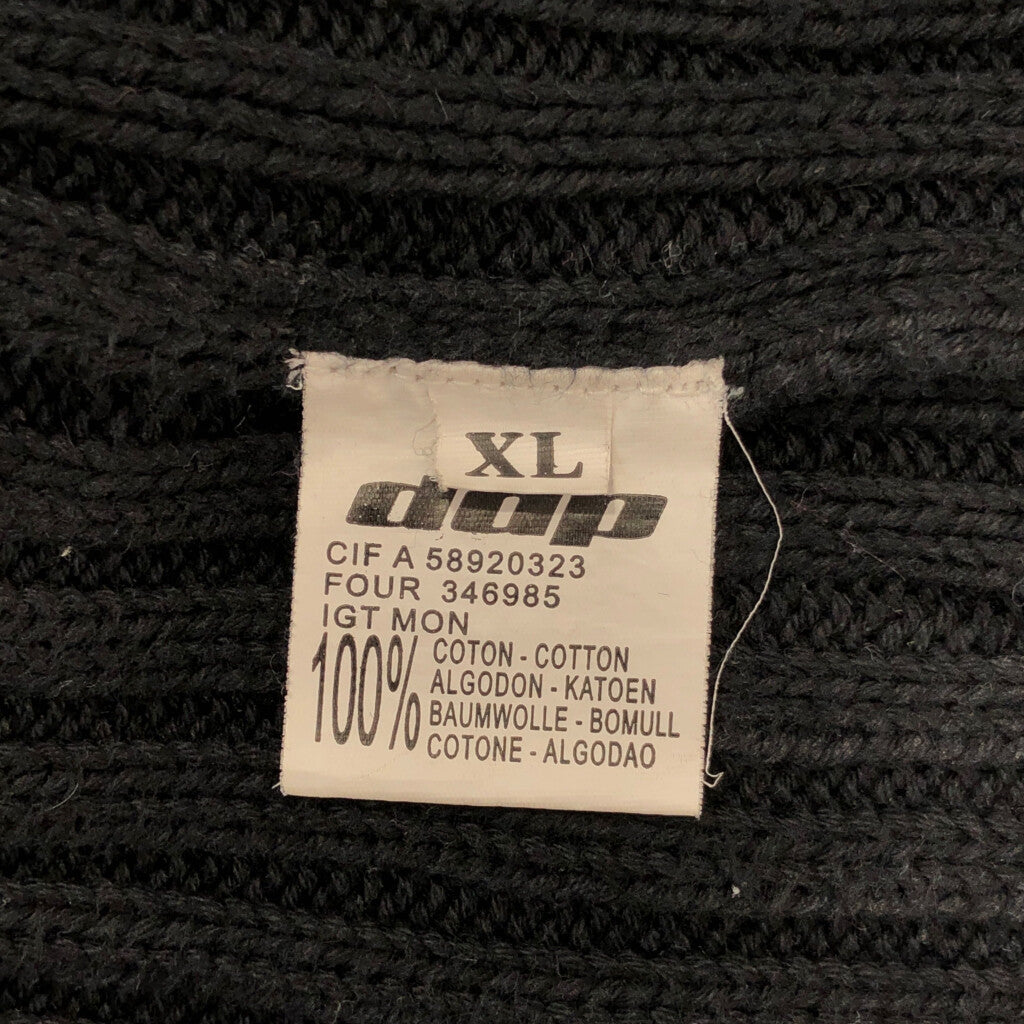 XL
dop
CIF A 58920323
FOUR 346985
IGT MON
100% COTON - COTTON
ALGODON - KATOEN
BAUMWOLLE - BOMULL
COTONE - ALGODAO